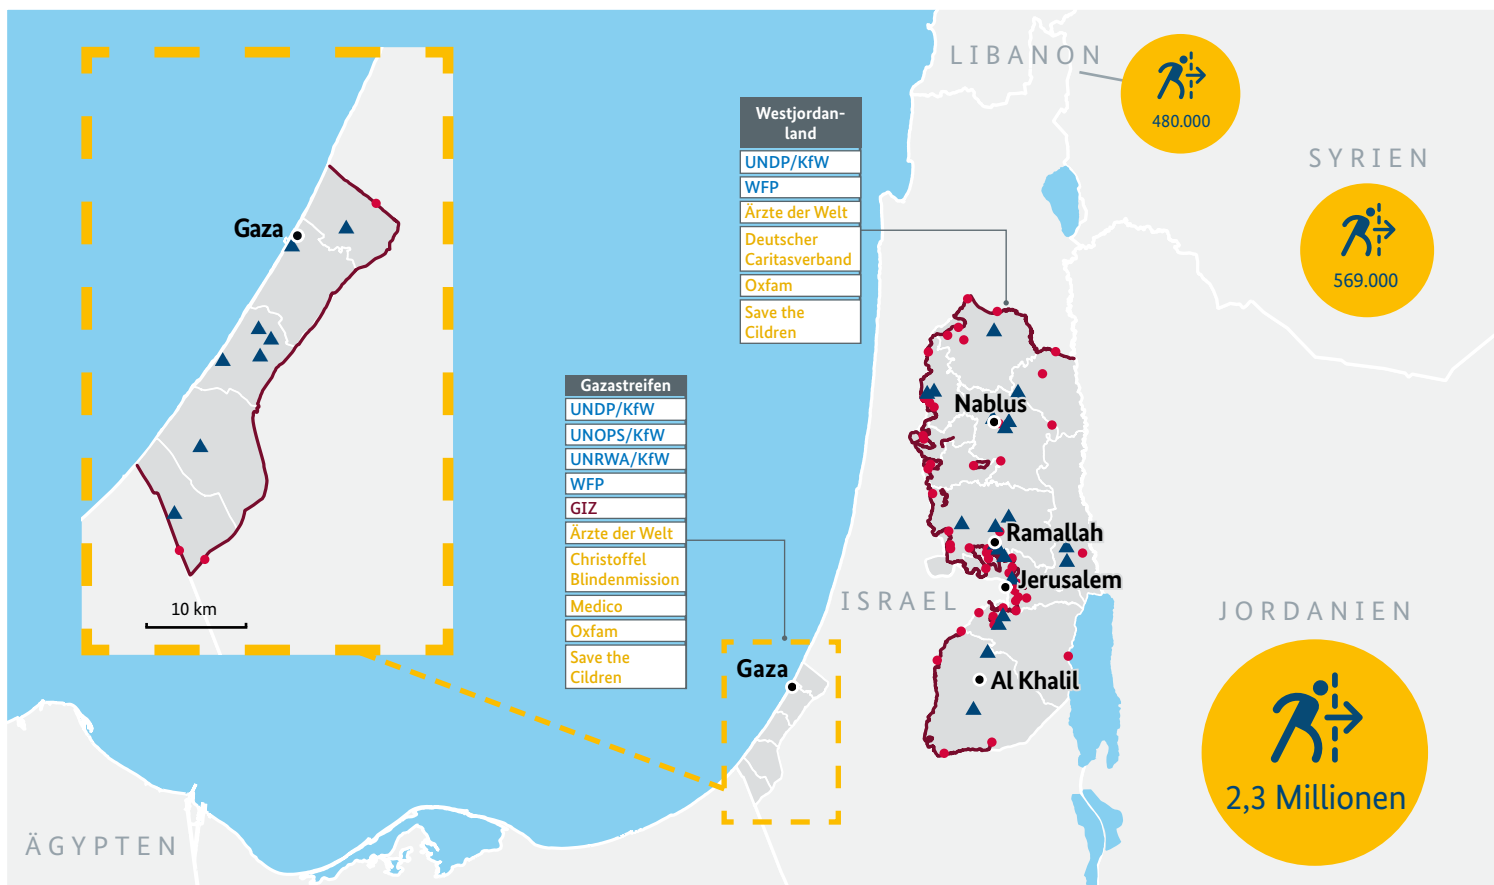 LIBANON
480.000
SYRIEN
569.000
Westjordan-
land
UNDP/KfW
WFP
Ärzte der Welt
Deutscher
Caritasverband
Oxfam
Save the
Cildren
Gaza
10 km
Gazastreifen
UNDP/KfW
UNOPS/KfW
UNRWA/KfW
WFP
GIZ
Ärzte der Welt
Christoffel
Blindenmission
Medico
Oxfam
Save the
Cildren
Nablus
Ramallah
Jerusalem
ISRAEL
Gaza
Al Khalil
JORDANIEN
2,3 Millionen
ÄGYPTEN